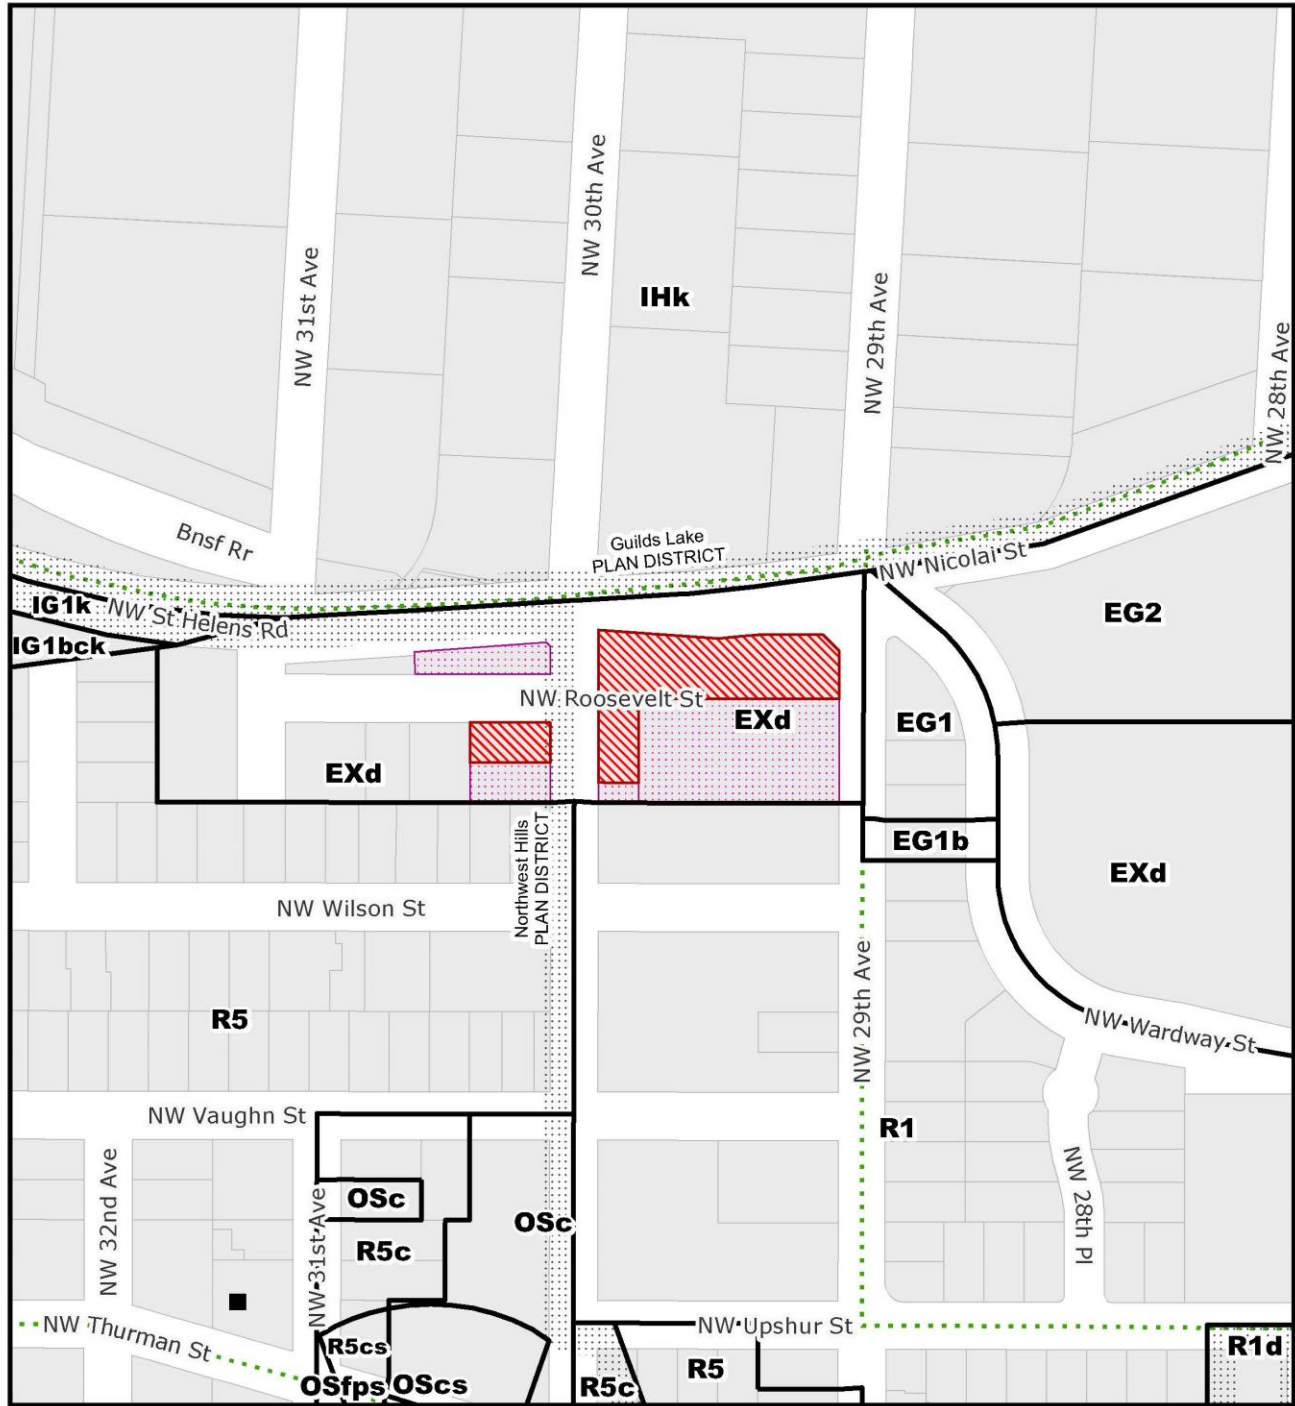 NW 31st Ave
NW 30th Ave
IHk
NW 29th Ave
NW 28th Ave
Bnsf Rr
Guilds Lake
PLAN DISTRICT
NW Nicolai St
IG1k
NW St Helens Rd
IG1bck
EG2
NW Roosevelt St
EXd
EG1
EXd
Northwest Hills
PLAN DISTRICT
EG1b
EXd
NW Wilson St
NW 29th Ave
R5
NW Wardway St
NW Vaughn St
R1
NW 32nd Ave
NW 31st Ave
OSc
OSc
R5c
NW 28th Pl
NW Thurman St
R5cs
OSfps
OScs
NW Upshur St
R5c
R5
R1d